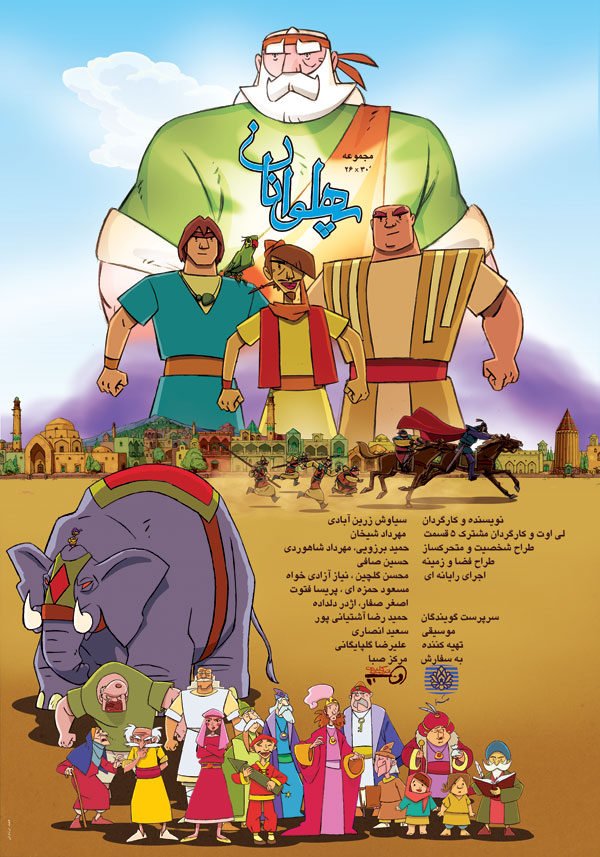 مجموعه
۲۶×۳۰'
پهلوانان
نویسنده و کارگردان سیاوش زرین آبادی
لی اوت و کارگردان مشترک ۵ قسمت مهرداد شیخان
طراح شخصیت و متحرکساز حمید برزویی، مهرداد شاهوردی
طراح فضا و زمینه حسین صافی
اجرای رایانه ای محسن گلچین ، نیاز آزادی خواه
مسعود حمزه ای ، پریسا فتوت
اصغر صفار، اژدر دلداده
سرپرست گویندگان حمید رضا آشتیانی پور
موسیقی سعید انصاری
تهیه کننده علیرضا گلپایگانی
به سفارش مرکز صبا